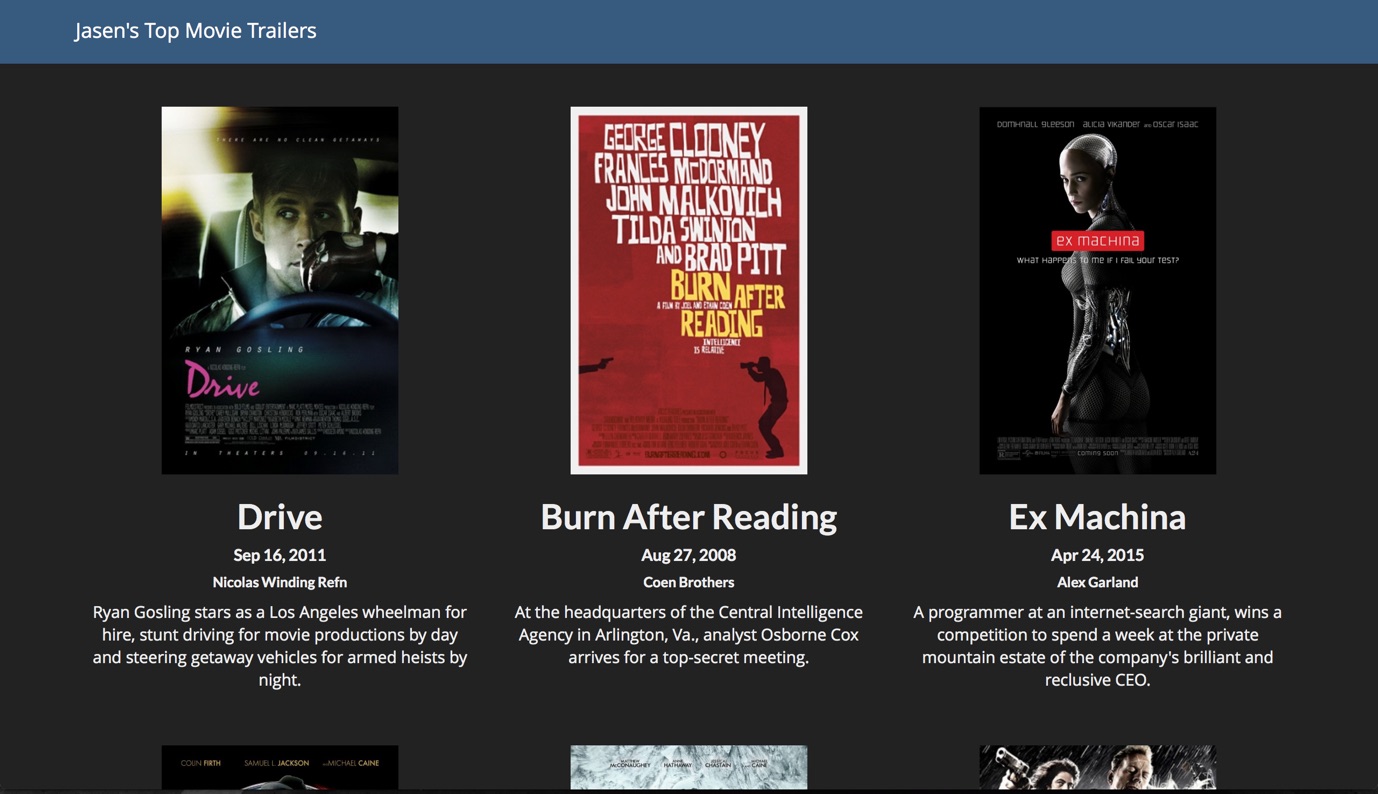 Jasen's Top Movie Trailers
THERE ARE NO CLEAN GETAWAYS
RYAN GOSLING
Drive
IN THEATERS 09.16.11
GEORGE CLOONEY
FRANCES McDORMAND
JOHN MALKOVICH
TILDA SWINTON
AND BRAD PITT
BURN AFTER
A FILM BY JOEL AND ETHAN COEN
READING
INTELLIGENCE
IS RELATIVE
DOMHNALL GLEESON ALICIA VIKANDER AND OSCAR ISAAC
ex machina
WHAT HAPPENS TO ME IF I FAIL YOUR TEST?
COMING SOON
Drive
Sep 16, 2011
Nicolas Winding Refn
Ryan Gosling stars as a Los Angeles wheelman for
hire, stunt driving for movie productions by day
and steering getaway vehicles for armed heists by
night.
Burn After Reading
Aug 27, 2008
Coen Brothers
At the headquarters of the Central Intelligence
Agency in Arlington, Va., analyst Osborne Cox
arrives for a top-secret meeting.
Ex Machina
Apr 24, 2015
Alex Garland
A programmer at an internet-search giant, wins a
competition to spend a week at the private
mountain estate of the company's brilliant and
reclusive CEO.
COLIN FIRTH SAMUEL L. JACKSON AND MICHAEL CAINE
MATTHEW ANNE JESSICA MICHAEL
McCONAUGHEY HATHAWAY CHASTAIN CAINE